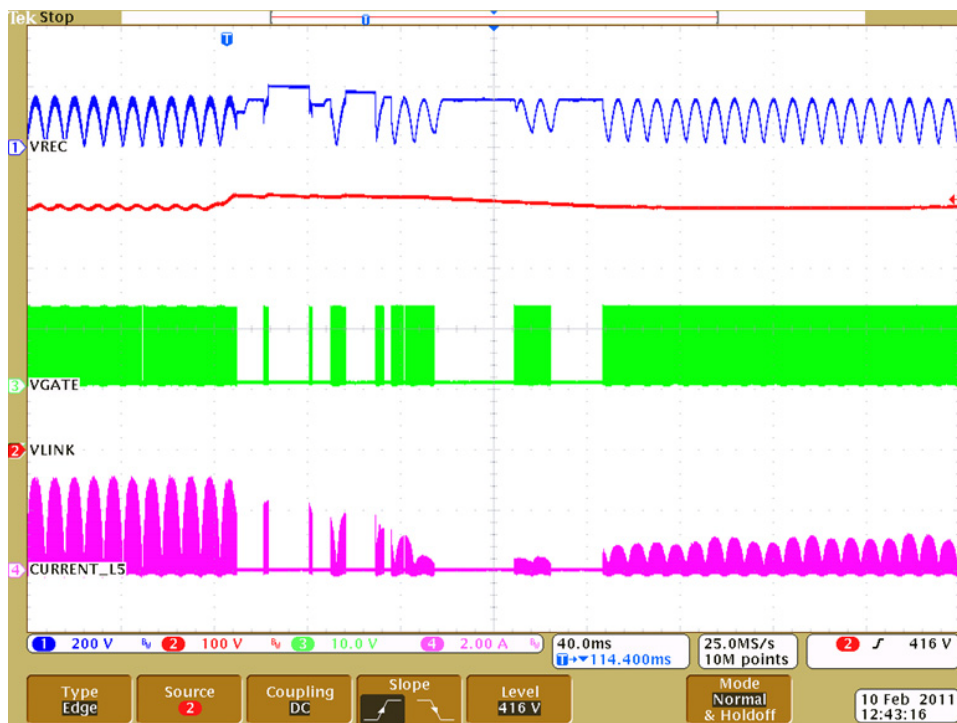 Tek Stop
T
T
1 VREC
3 VGATE
2 VLINK
4 CURRENT_L5
1 200 V 2 100 V 3 10.0 V 4 2.00 A
40.0ms
T→▼114.400ms
25.0MS/s
10M points
2 416 V
Type
Edge
Source
2
Coupling
DC
Slope
Level
416 V
Mode
Normal
& Holdoff
10 Feb 2011
12:43:16